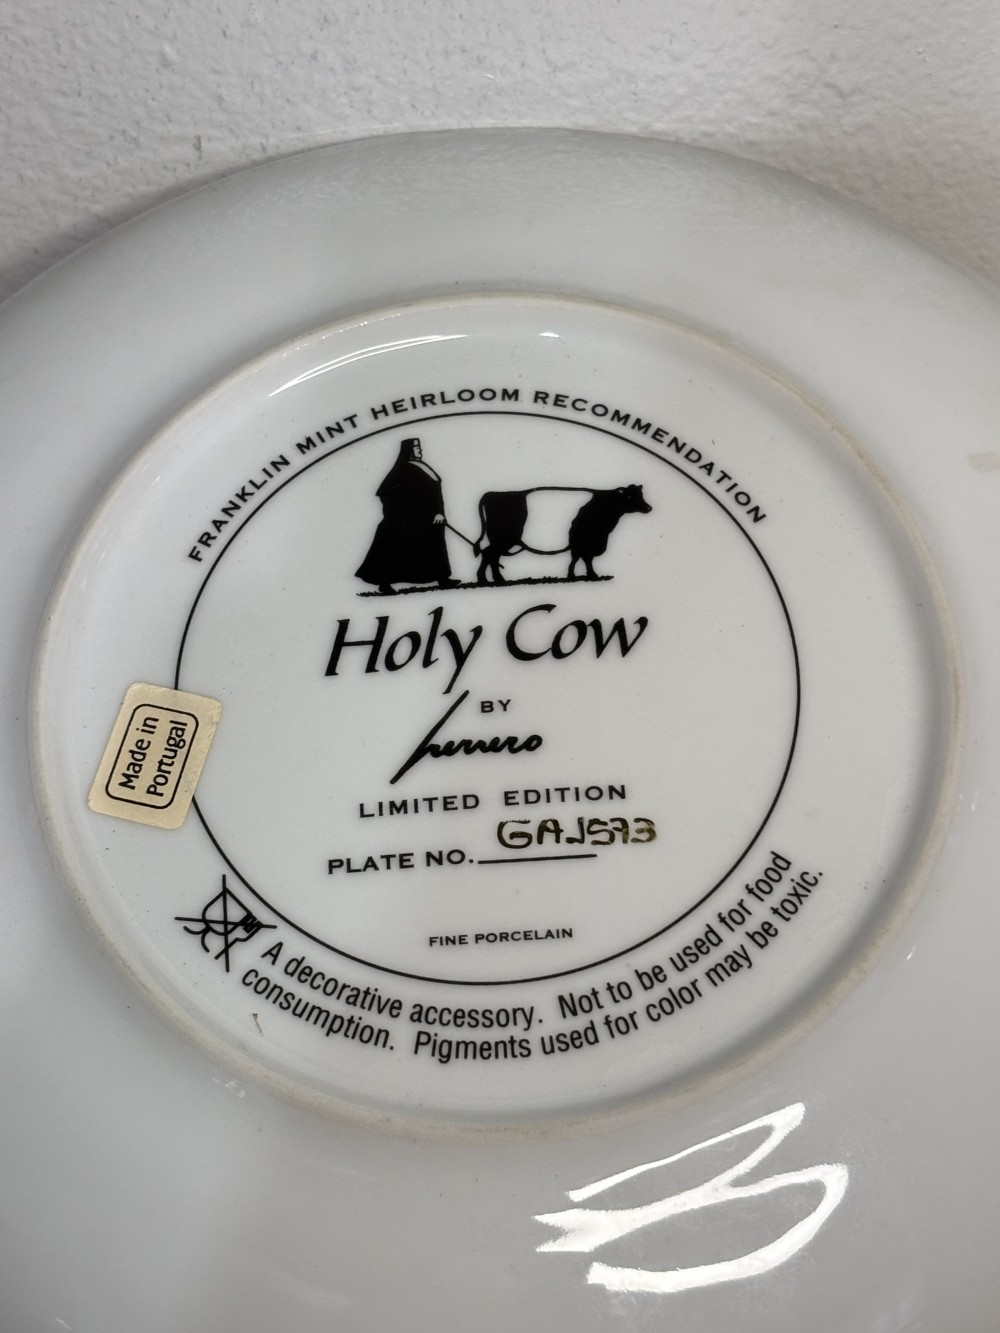 FRANKLIN MINT HEIRLOOM RECOMMENDATION
Holy Cow
BY
herrero
LIMITED EDITION
PLATE NO. GAJ593
FINE PORCELAIN
Made in
Portugal
A decorative accessory. Not to be used for food
consumption. Pigments used for color may be toxic.